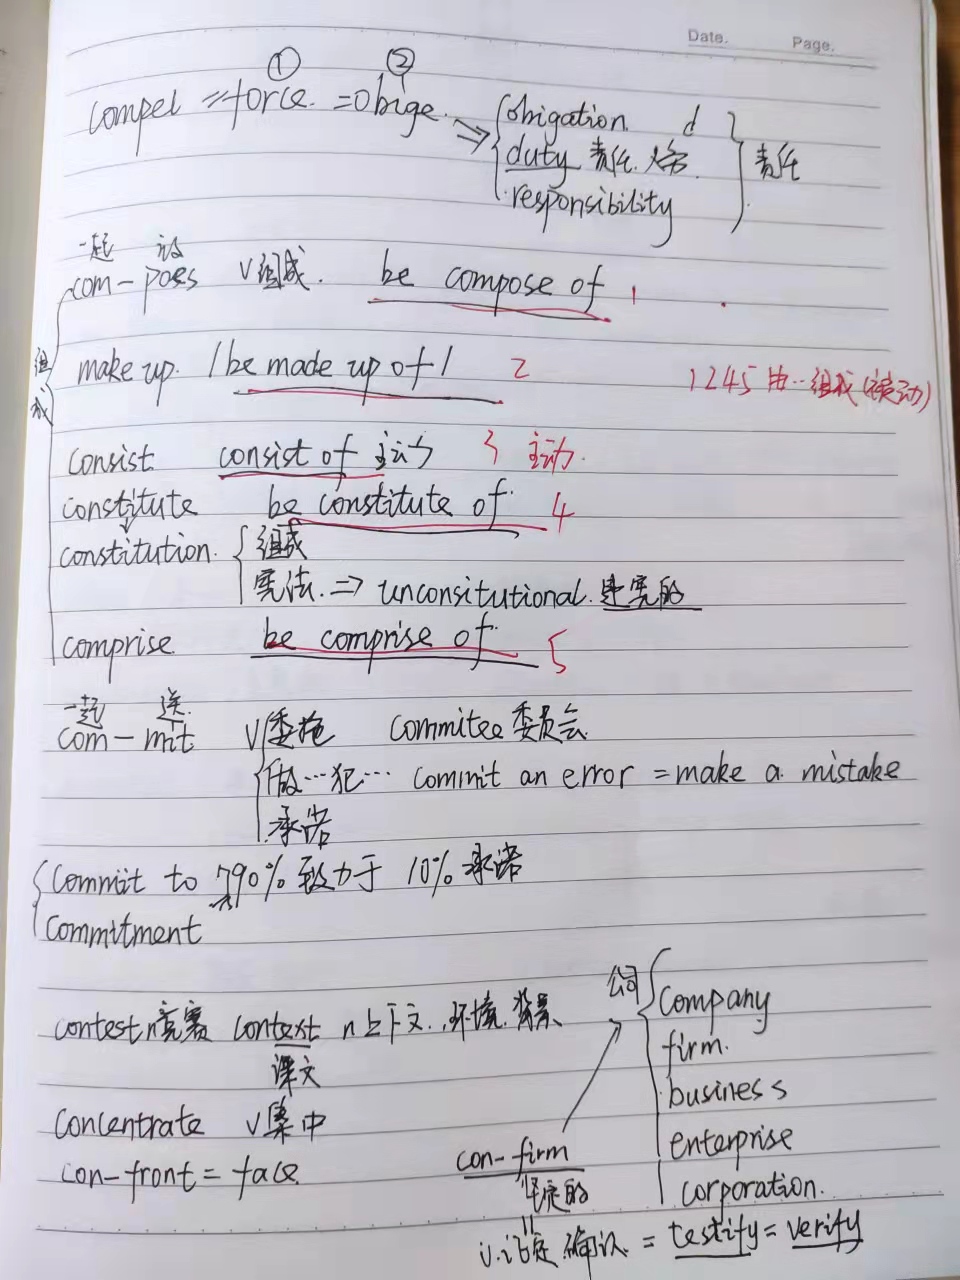 Date. Page.
① ②
compel = force. = obige. ⇒ obigation d
duty 责任.义务. 责任
responsibility
一起 放
com-poes v组成. be compose of 1
组成
make up. / be made up of / 2 1245 由…组成(被动)
consist consist of 主动 3 主动.
constitute be constitute of 4
constitution. 组成
宪法. ⇒ unconsitutional. 违宪的
comprise be comprise of 5
一起 送
com-mit V 委托 Commitee 委员会
做…犯… commit an error = make a mistake
承诺
Commit to 90% 致力于 10% 承诺
Commitment
contest n竞赛 context n上下文.环境.背景 公司 company
课文 firm.
business
concentrate v集中 enterprise
con-front = face con-firm corporation.
坚定的
v.确定 确认 = testify = verify